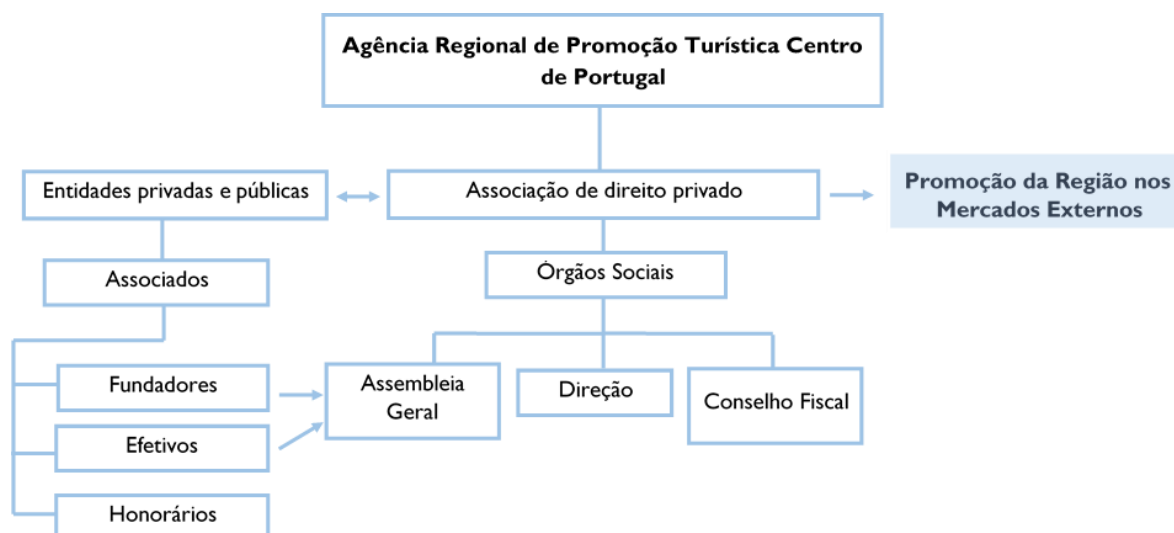 Agência Regional de Promoção Turística Centro
de Portugal
Entidades privadas e públicas
Associação de direito privado
Promoção da Região nos
Mercados Externos
Associados
Órgãos Sociais
Fundadores
Assembleia
Geral
Direção
Conselho Fiscal
Efetivos
Honorários